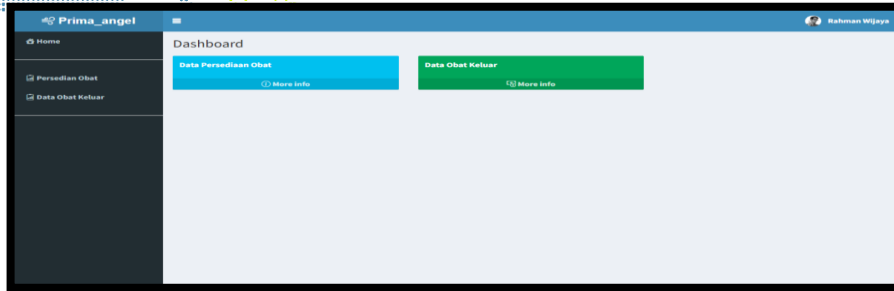 Prima_angel
Rahman Wijaya
Home
Dashboard
Data Persediaan Obat
Data Obat Keluar
More info
More info
Persedian Obat
Data Obat Keluar